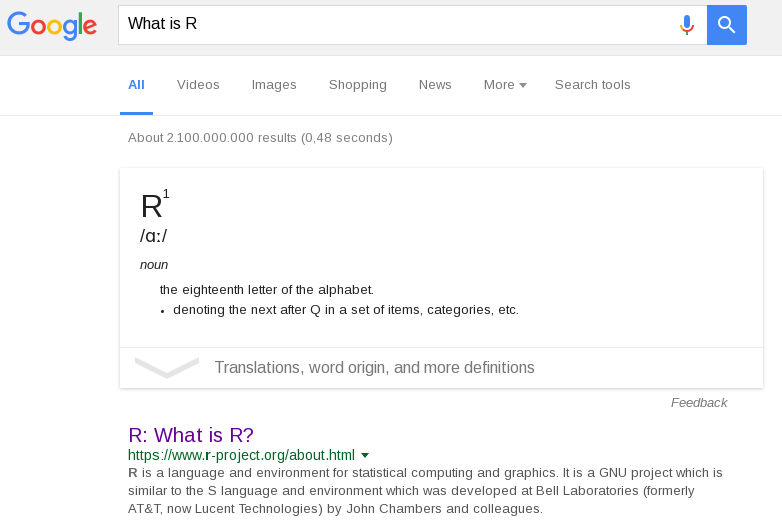 Google What is R
All Videos Images Shopping News More Search tools
About 2.100.000.000 results (0,48 seconds)
R1
/ɑː/
noun
the eighteenth letter of the alphabet.
• denoting the next after Q in a set of items, categories, etc.
Translations, word origin, and more definitions
Feedback
R: What is R?
https://www.r-project.org/about.html
R is a language and environment for statistical computing and graphics. It is a GNU project which is
similar to the S language and environment which was developed at Bell Laboratories (formerly
AT&T, now Lucent Technologies) by John Chambers and colleagues.